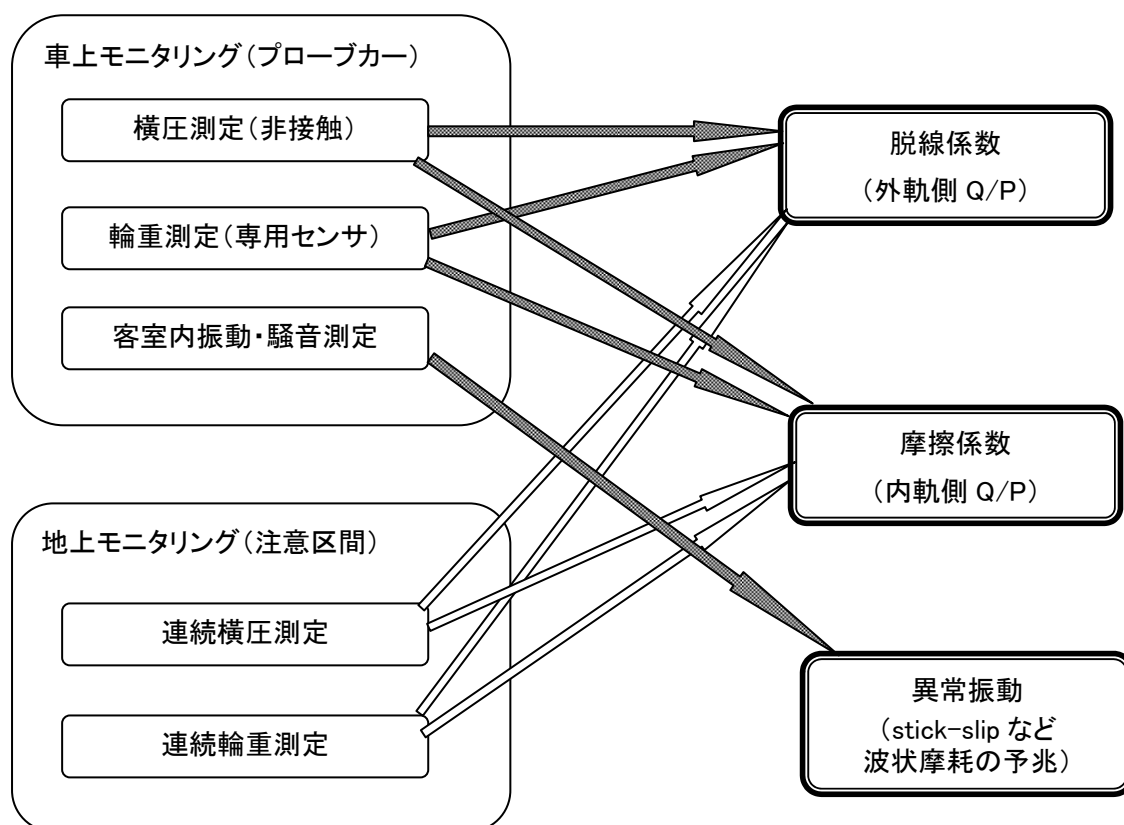 車上モニタリング(プローブカー)
橫圧測定(非接触)
輪重測定(専用センサ)
客室内振動・騒音測定
地上モニタリング(注意区間)
連続橫圧測定
連続輪重測定
脱線係数
(外軌側 Q/P)
摩擦係数
(内軌側 Q/P)
異常振動
(stick-slip など
波状摩耗の予兆)